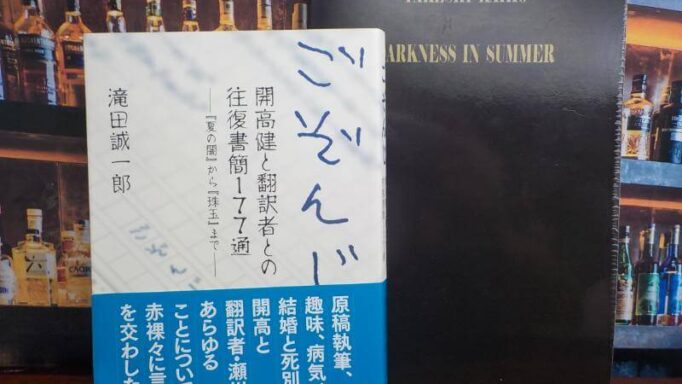 ごぞんじ
開高健と翻訳者との
往復書簡177通
―『夏の闇』から『珠玉』まで―
滝田誠一郎
原稿執筆、
趣味、病気
結婚と死別
開高と
翻訳者・瀬
あらゆる
ことについて
赤裸々に言
を交わした
ARKNESS IN SUMMER